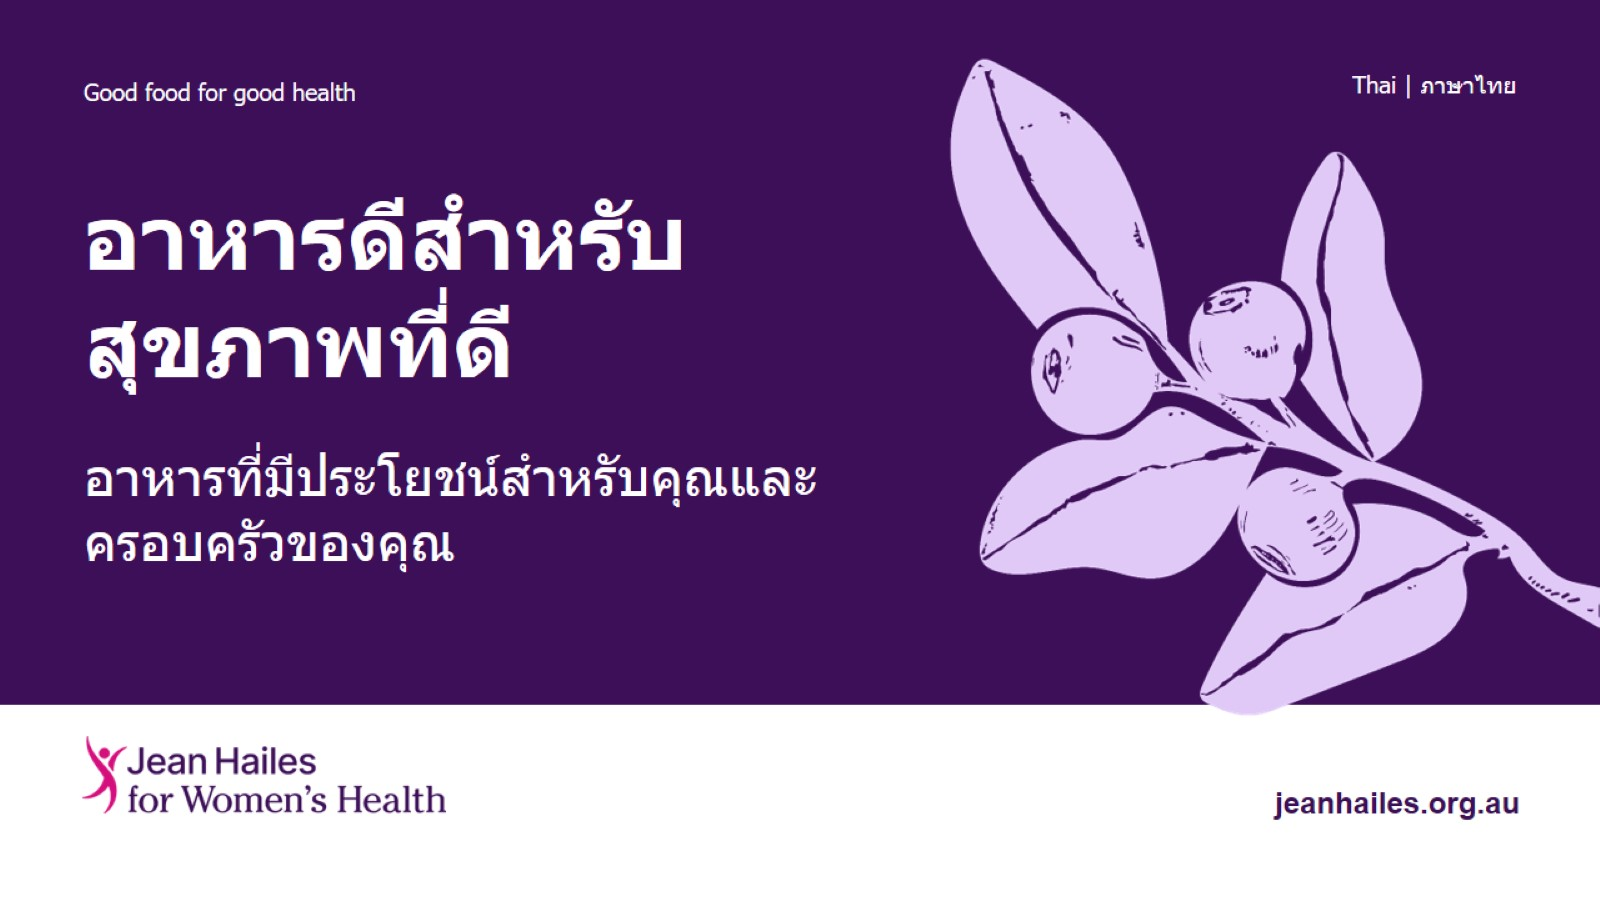 Good food for good health
Thai | ภาษาไทย
อาหารดีสำหรับ
สุขภาพที่ดี
อาหารที่มีประโยชน์สำหรับคุณและ
ครอบครัวของคุณ
Jean Hailes
for Women's Health
jeanhailes.org.au